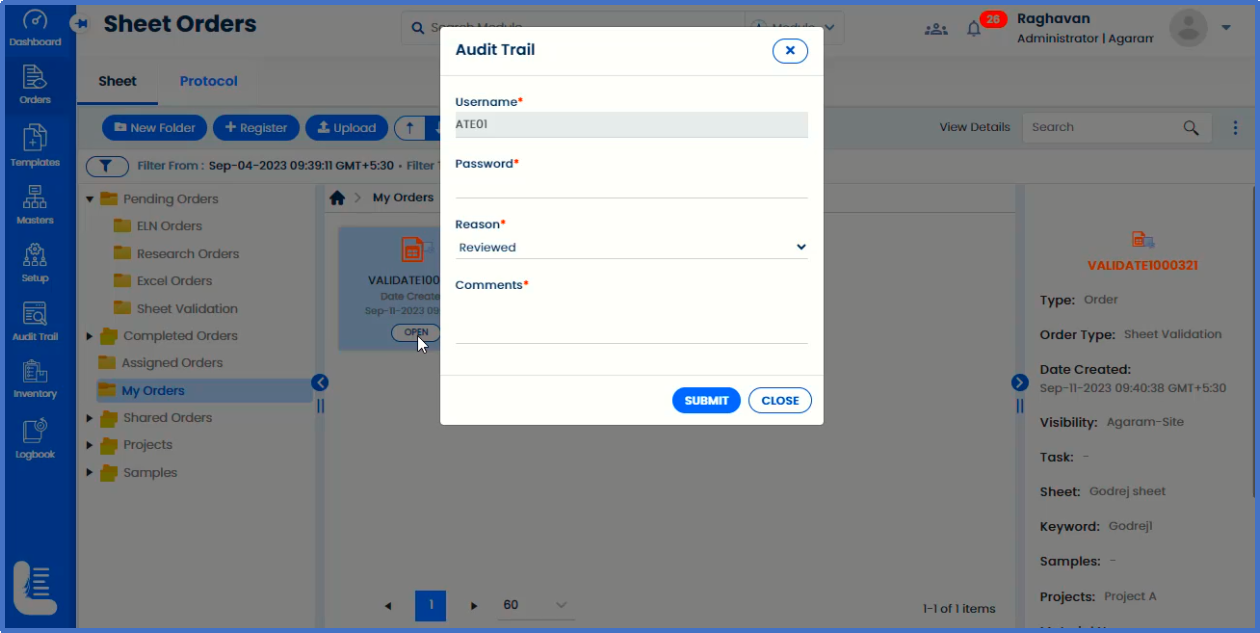 Dashboard
Orders
Templates
Masters
Setup
Audit Trail
Inventory
Logbook
Sheet Orders
Search Module
Module
26
Raghavan
Administrator | Agaram
Sheet
Protocol
New Folder
+ Register
Upload
View Details
Search
Filter From : Sep-04-2023 09:39:11 GMT+5:30 • Filter
Pending Orders
ELN Orders
Research Orders
Excel Orders
Sheet Validation
Completed Orders
Assigned Orders
My Orders
Shared Orders
Projects
Samples
My Orders
VALIDATE100
Date Create
Sep-11-2023 09
OPEN
Audit Trail
Username*
ATE01
Password*
Reason*
Reviewed
Comments*
SUBMIT
CLOSE
1
60
1-1 of 1 items
VALIDATE1000321
Type: Order
Order Type: Sheet Validation
Date Created:
Sep-11-2023 09:40:38 GMT+5:30
Visibility: Agaram-Site
Task: -
Sheet: Godrej sheet
Keyword: Godrej1
Samples: -
Projects: Project A